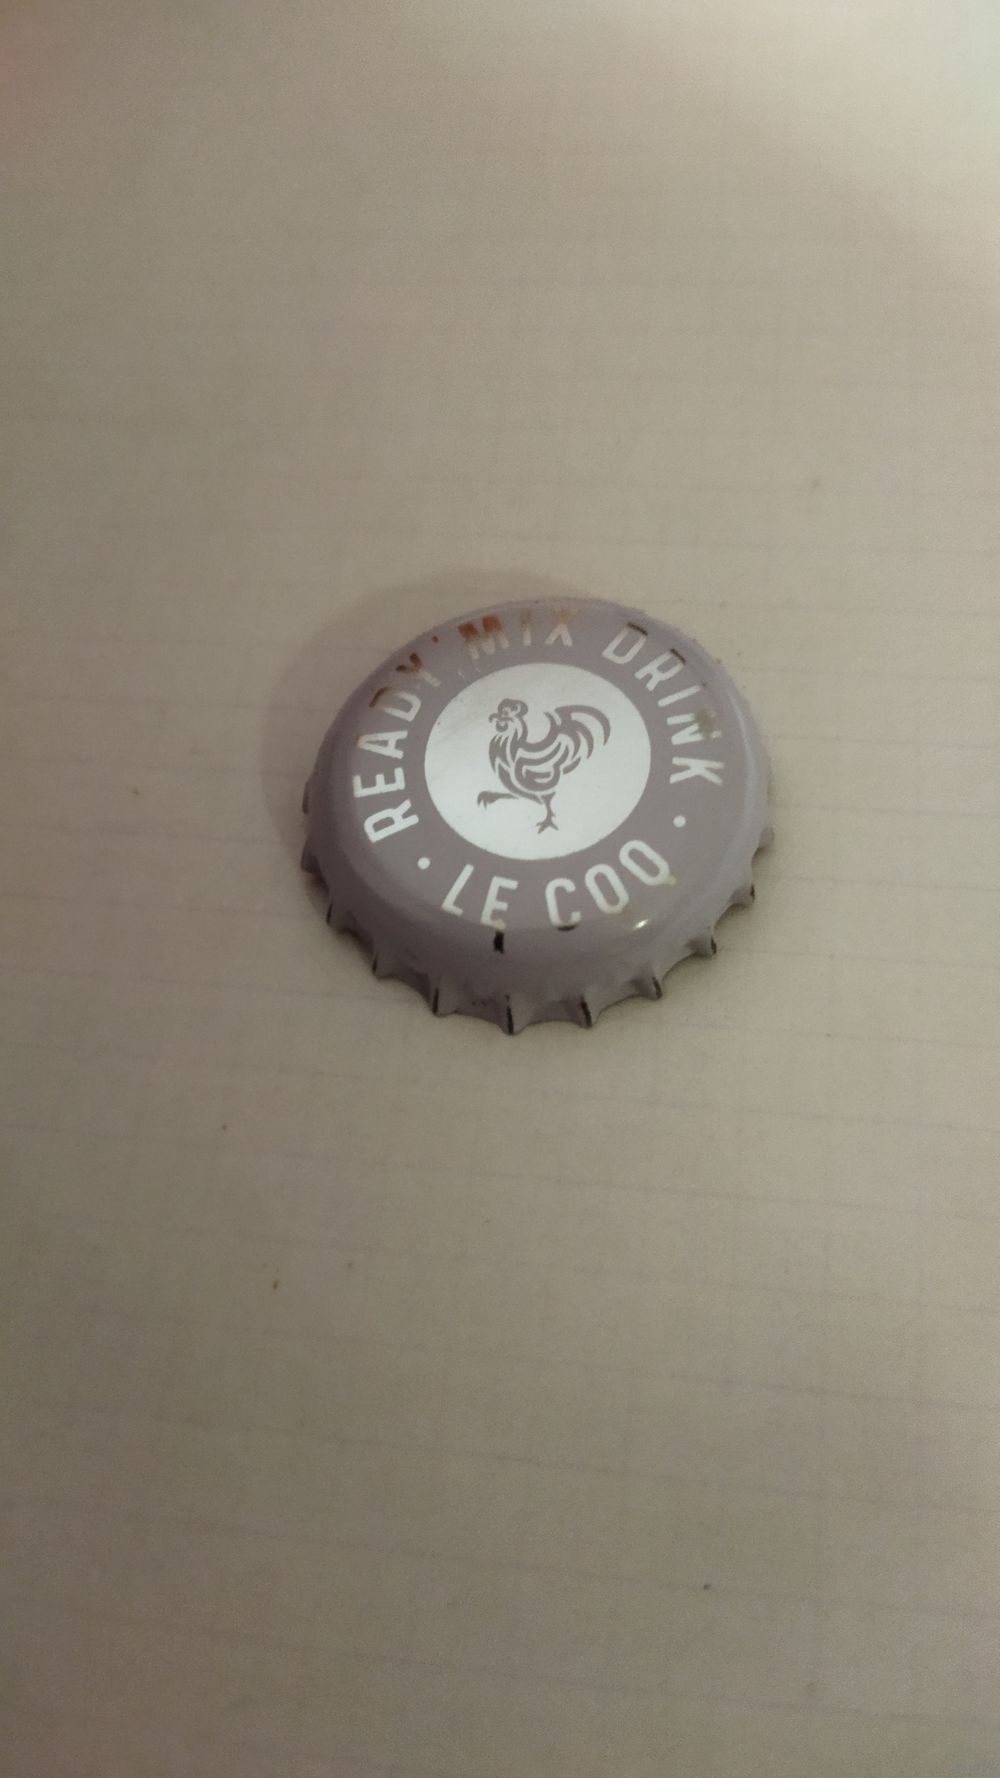 READY MIX DRINK
• LE COQ •